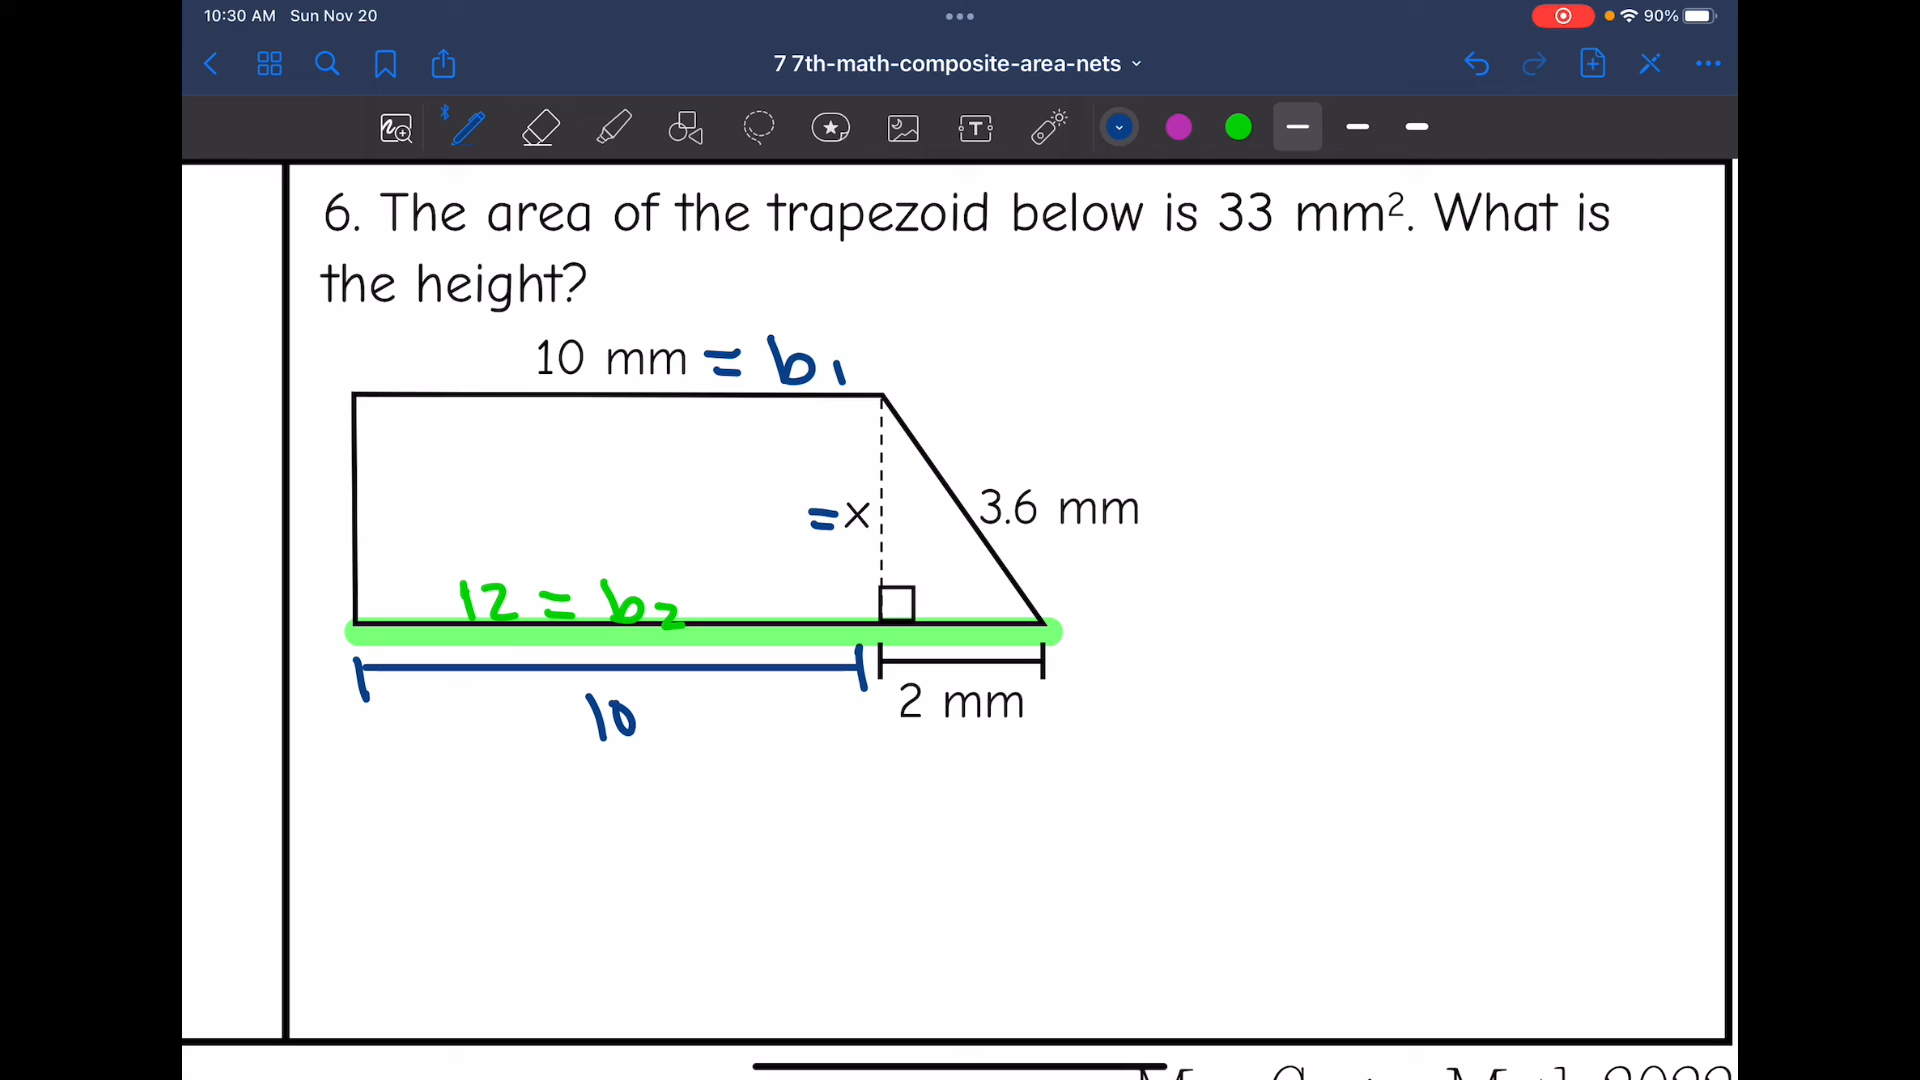 10:30 AM Sun Nov 20
90%
7 7th-math-composite-area-nets
6. The area of the trapezoid below is 33 mm². What is
the height?
10 mm = b1
= x
3.6 mm
12 = b2
10
2 mm